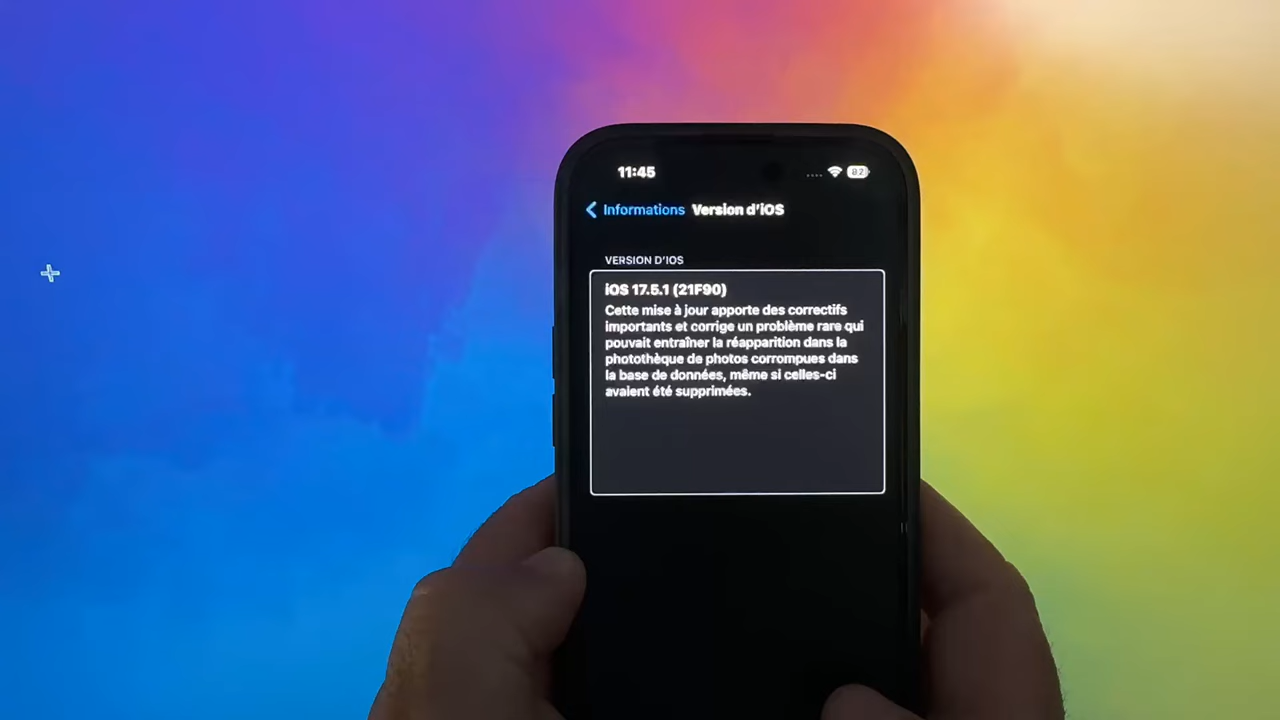 11:45
82
Informations Version d'iOS
VERSION D'IOS
iOS 17.5.1 (21F90)
Cette mise à jour apporte des correctifs
importants et corrige un problème rare qui
pouvait entraîner la réapparition dans la
photothèque de photos corrompues dans
la base de données, même si celles-ci
avaient été supprimées.